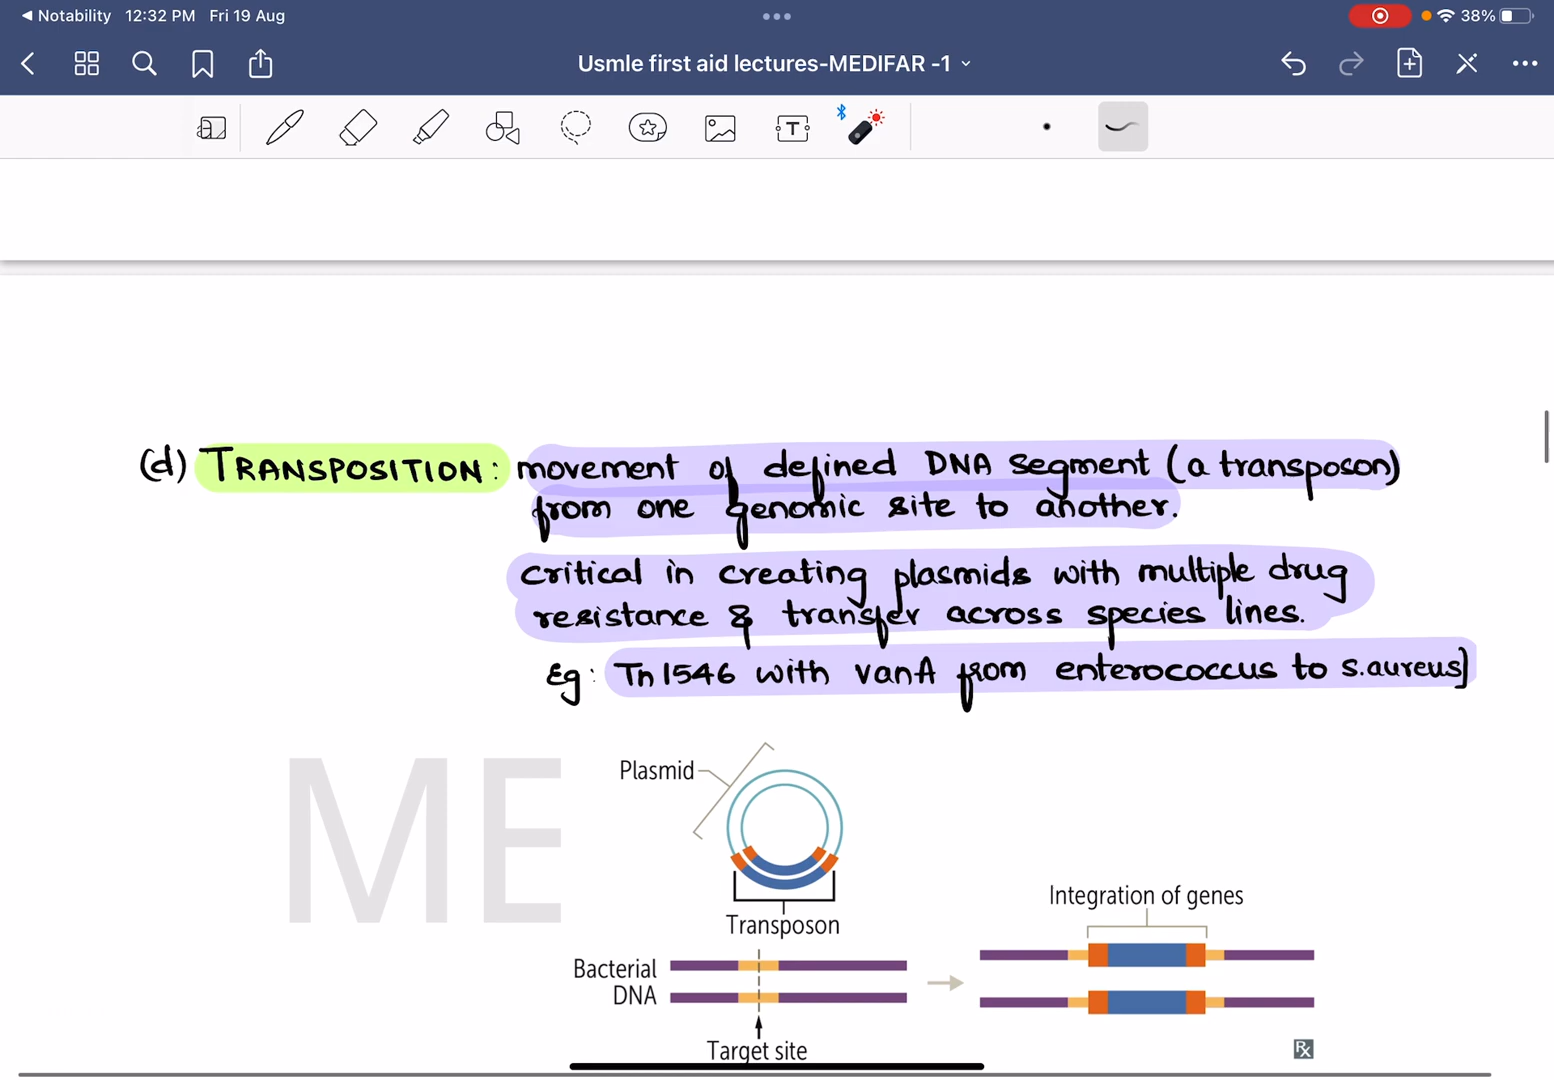 Notability 12:32 PM Fri 19 Aug
38%
Usmle first aid lectures-MEDIFAR -1
T
(d) TRANSPOSITION: movement of defined DNA segment (a transposon)
from one genomic site to another.
critical in creating plasmids with multiple drug
resistance & transfer across species lines.
Eg: Tn1546 with vanA from enterococcus to s.aureus]
ME
Plasmid
Transposon
Integration of genes
Bacterial
DNA
Target site
Rx